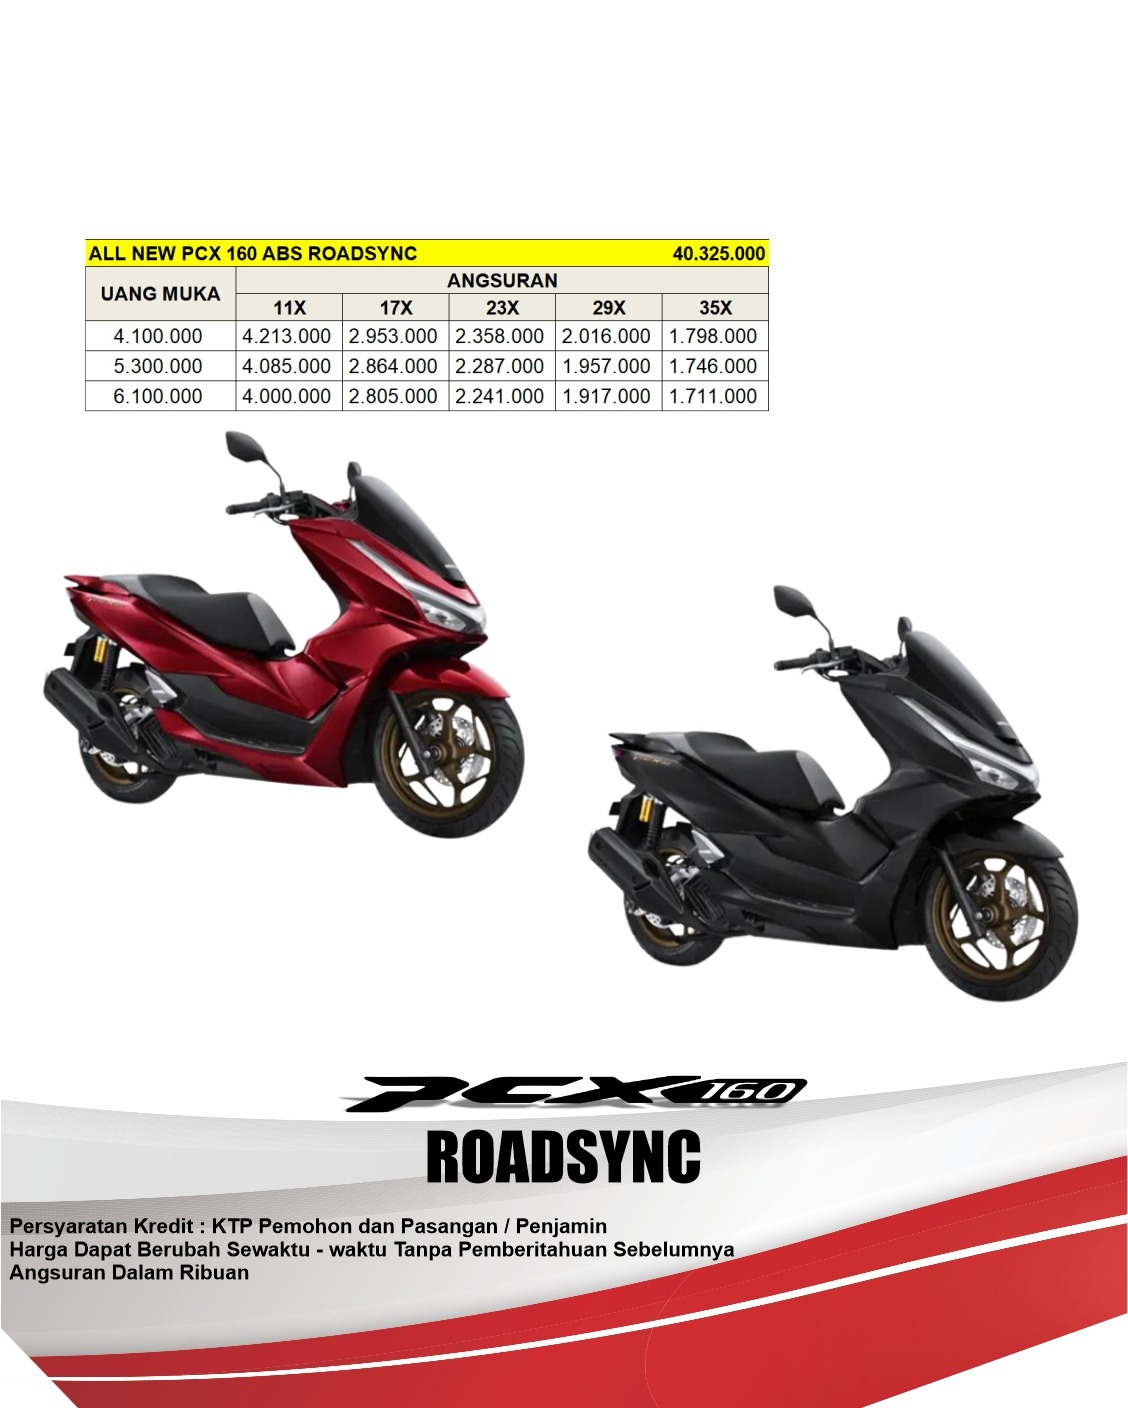 ALL NEW PCX 160 ABS ROADSYNC 40.325.000
UANG MUKA ANGSURAN
11X 17X 23X 29X 35X
4.100.000 4.213.000 2.953.000 2.358.000 2.016.000 1.798.000
5.300.000 4.085.000 2.864.000 2.287.000 1.957.000 1.746.000
6.100.000 4.000.000 2.805.000 2.241.000 1.917.000 1.711.000
PCX 160
ROADSYNC
Persyaratan Kredit : KTP Pemohon dan Pasangan / Penjamin
Harga Dapat Berubah Sewaktu - waktu Tanpa Pemberitahuan Sebelumnya
Angsuran Dalam Ribuan